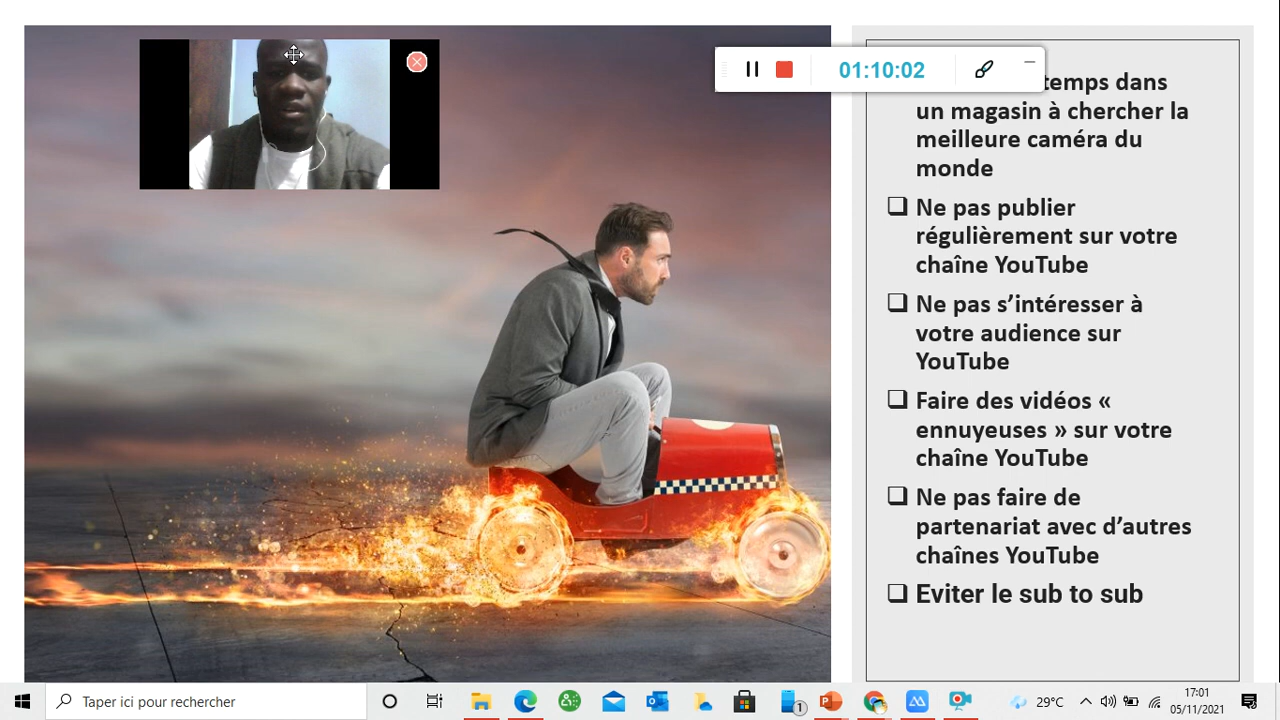 01:10:02
temps dans
un magasin à chercher la
meilleure caméra du
monde
❑ Ne pas publier
régulièrement sur votre
chaîne YouTube
❑ Ne pas s’intéresser à
votre audience sur
YouTube
❑ Faire des vidéos «
ennuyeuses » sur votre
chaîne YouTube
❑ Ne pas faire de
partenariat avec d’autres
chaînes YouTube
❑ Eviter le sub to sub
Taper ici pour rechercher
1
29°C
17:01
05/11/2021